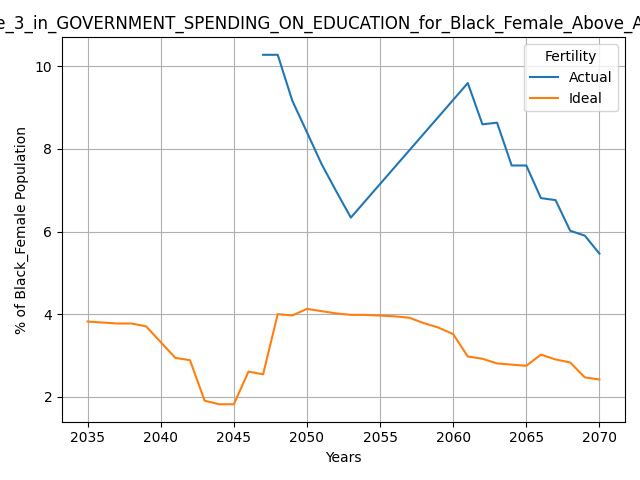 e_3_in_GOVERNMENT_SPENDING_ON_EDUCATION_for_Black_Female_Above_A
Fertility
Actual
Ideal
% of Black_Female Population
10
8
6
4
2
2035 2040 2045 2050 2055 2060 2065 2070
Years